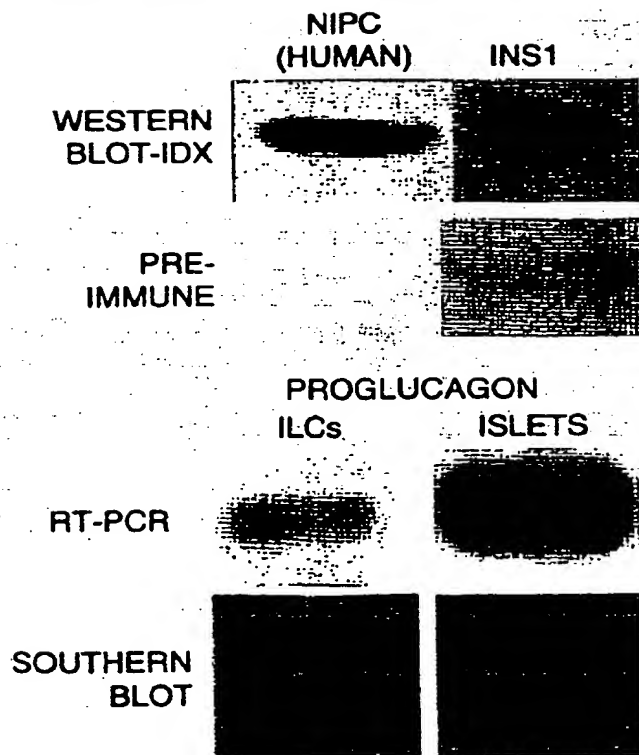 NIPC
(HUMAN) INS1
WESTERN
BLOT-IDX
PRE-
IMMUNE
PROGLUCAGON
ILCs ISLETS
RT-PCR
SOUTHERN
BLOT